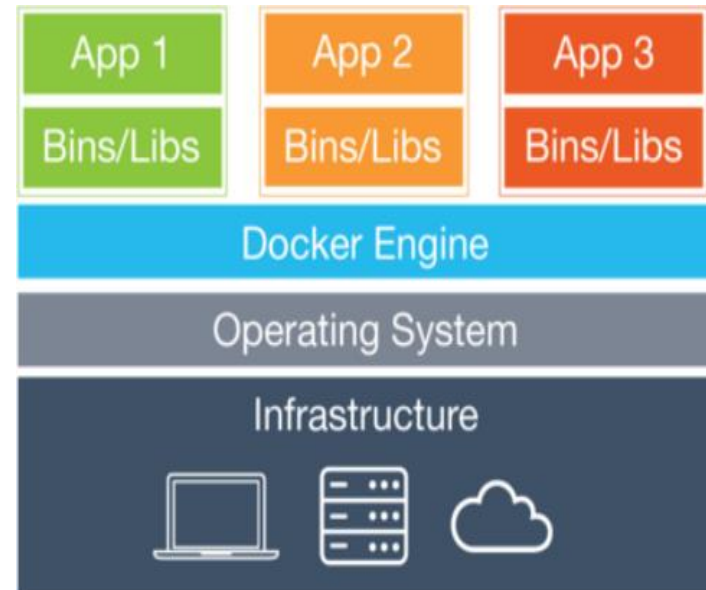 App 1
App 2
App 3
Bins/Libs
Bins/Libs
Bins/Libs
Docker Engine
Operating System
Infrastructure